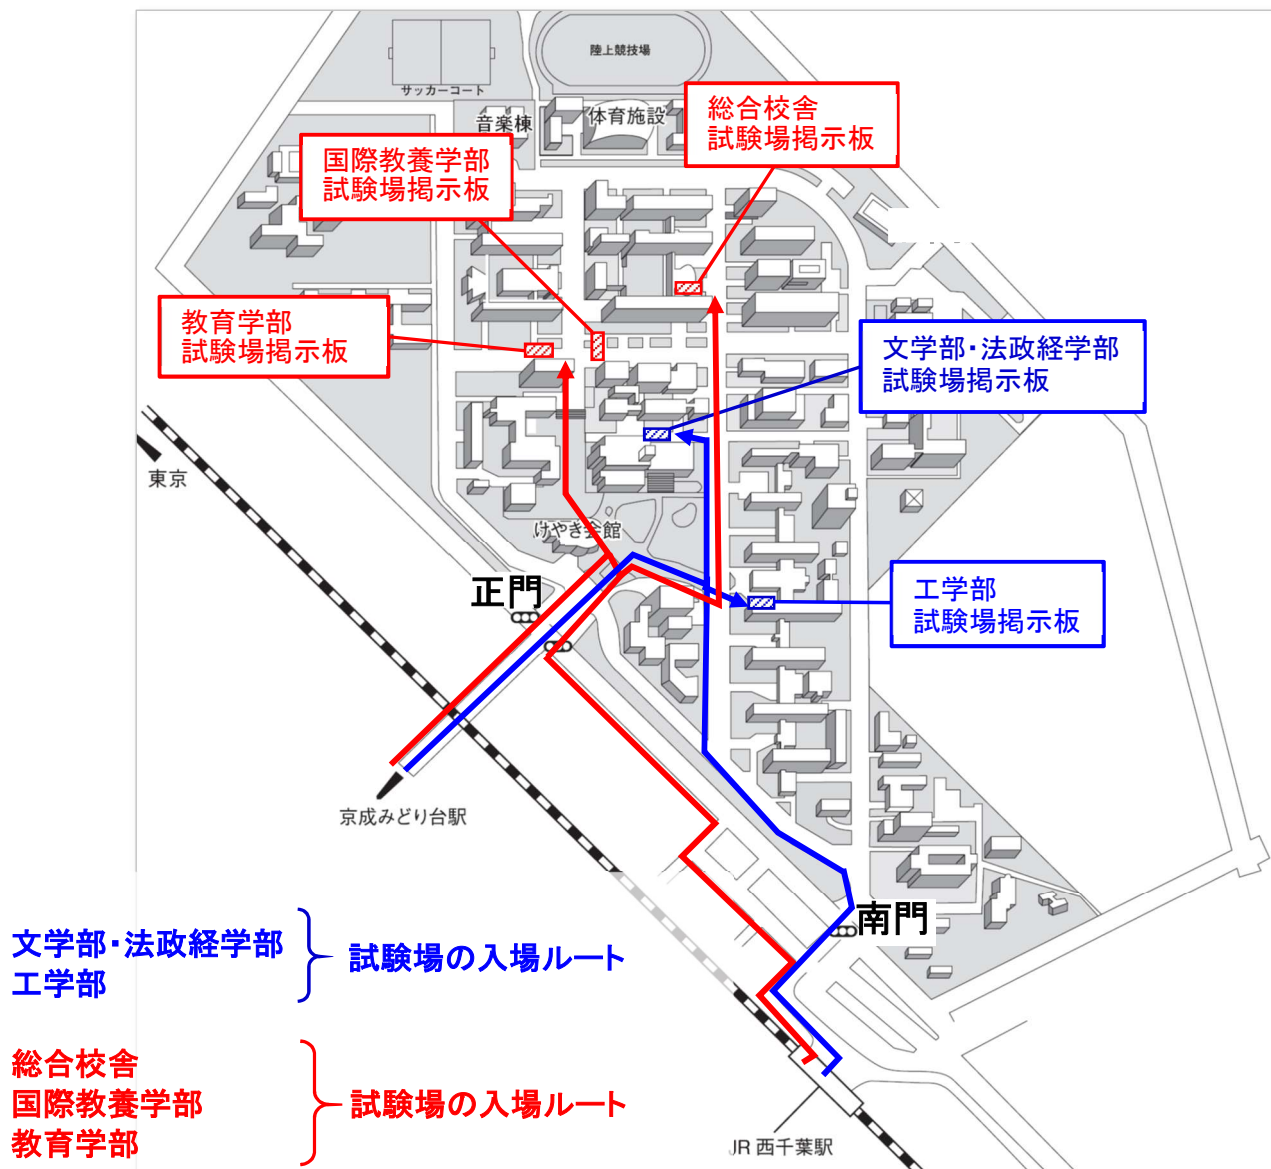 陸上競技場
サッカーコート
音楽棟
体育施設
総合校舎
試験場掲示板
国際教養学部
試験場掲示板
教育学部
試験場掲示板
文学部・法政経学部
試験場掲示板
東京
けやき会館
正門
工学部
試験場掲示板
京成みどり台駅
南門
文学部・法政経学部
工学部
試験場の入場ルート
総合校舎
国際教養学部
教育学部
試験場の入場ルート
JR 西千葉駅